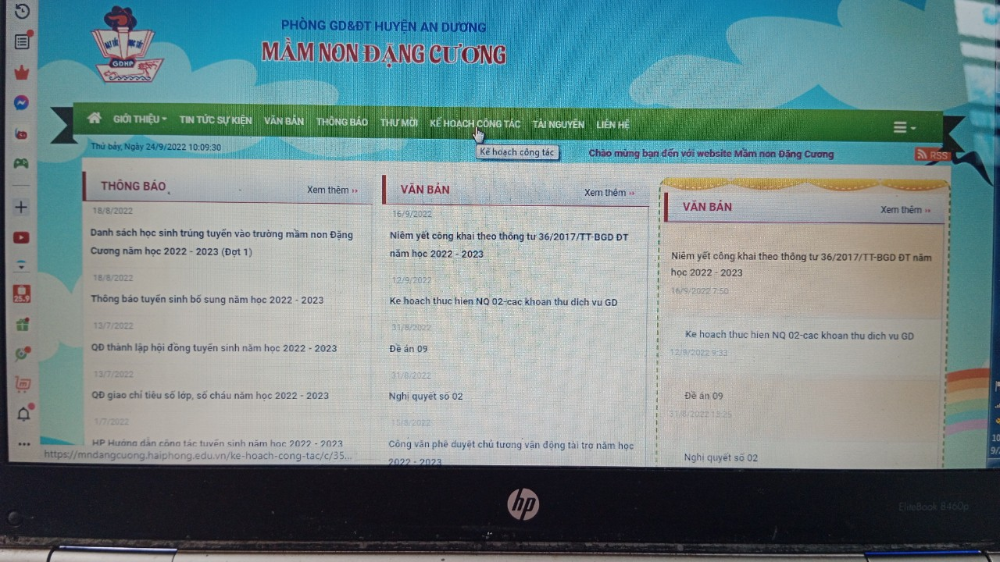 PHÒNG GD&ĐT HUYỆN AN DƯƠNG
MẦM NON ĐẶNG CƯƠNG
GDHP
GIỚI THIỆU TIN TỨC SỰ KIỆN VĂN BẢN THÔNG BÁO THƯ MỜI KẾ HOẠCH CÔNG TÁC TÀI NGUYÊN LIÊN HỆ
Thứ bảy, Ngày 24/9/2022 10:09:30
Kế hoạch công tác
Chào mừng bạn đến với website Mầm non Đặng Cương
RSS
THÔNG BÁO
Xem thêm ››
18/8/2022
Danh sách học sinh trúng tuyển vào trường mầm non Đặng
Cương năm học 2022 - 2023 (Đợt 1)
18/8/2022
Thông báo tuyển sinh bổ sung năm học 2022 - 2023
13/7/2022
QĐ thành lập hội đồng tuyển sinh năm học 2022 - 2023
13/7/2022
QĐ giao chỉ tiêu số lớp, số cháu năm học 2022 - 2023
1/7/2022
HP Hướng dẫn công tác tuyển sinh năm học 2022 - 2023
https://mndangcuong.haiphong.edu.vn/ke-hoach-cong-tac/c/35...
VĂN BẢN
Xem thêm ››
16/9/2022
Niêm yết công khai theo thông tư 36/2017/TT-BGD ĐT
năm học 2022 - 2023
12/9/2022
Ke hoach thuc hien NQ 02-cac khoan thu dich vu GD
31/8/2022
Đề án 09
31/8/2022
Nghị quyết số 02
15/8/2022
Công văn phê duyệt chủ tương vận động tài trợ năm học
2022 - 2023
VĂN BẢN
Xem thêm ››
Niêm yết công khai theo thông tư 36/2017/TT-BGD ĐT năm
học 2022 - 2023
16/9/2022 7:50
Ke hoach thuc hien NQ 02-cac khoan thu dich vu GD
12/9/2022 9:33
Đề án 09
31/8/2022 13:25
Nghị quyết số 02
25.9
hp
EliteBook 8460p